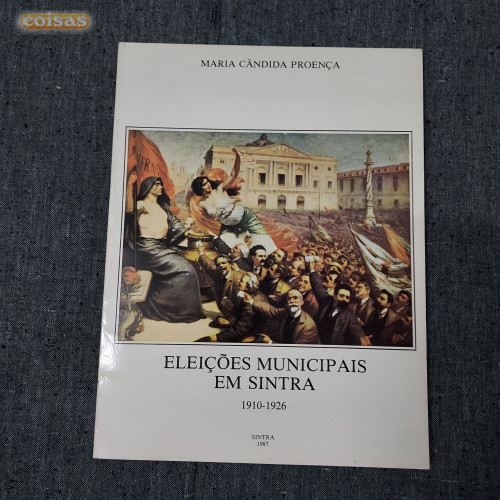 coisas
MARIA CÂNDIDA PROENÇA
ELEIÇÕES MUNICIPAIS
EM SINTRA
1910-1926
SINTRA
1987